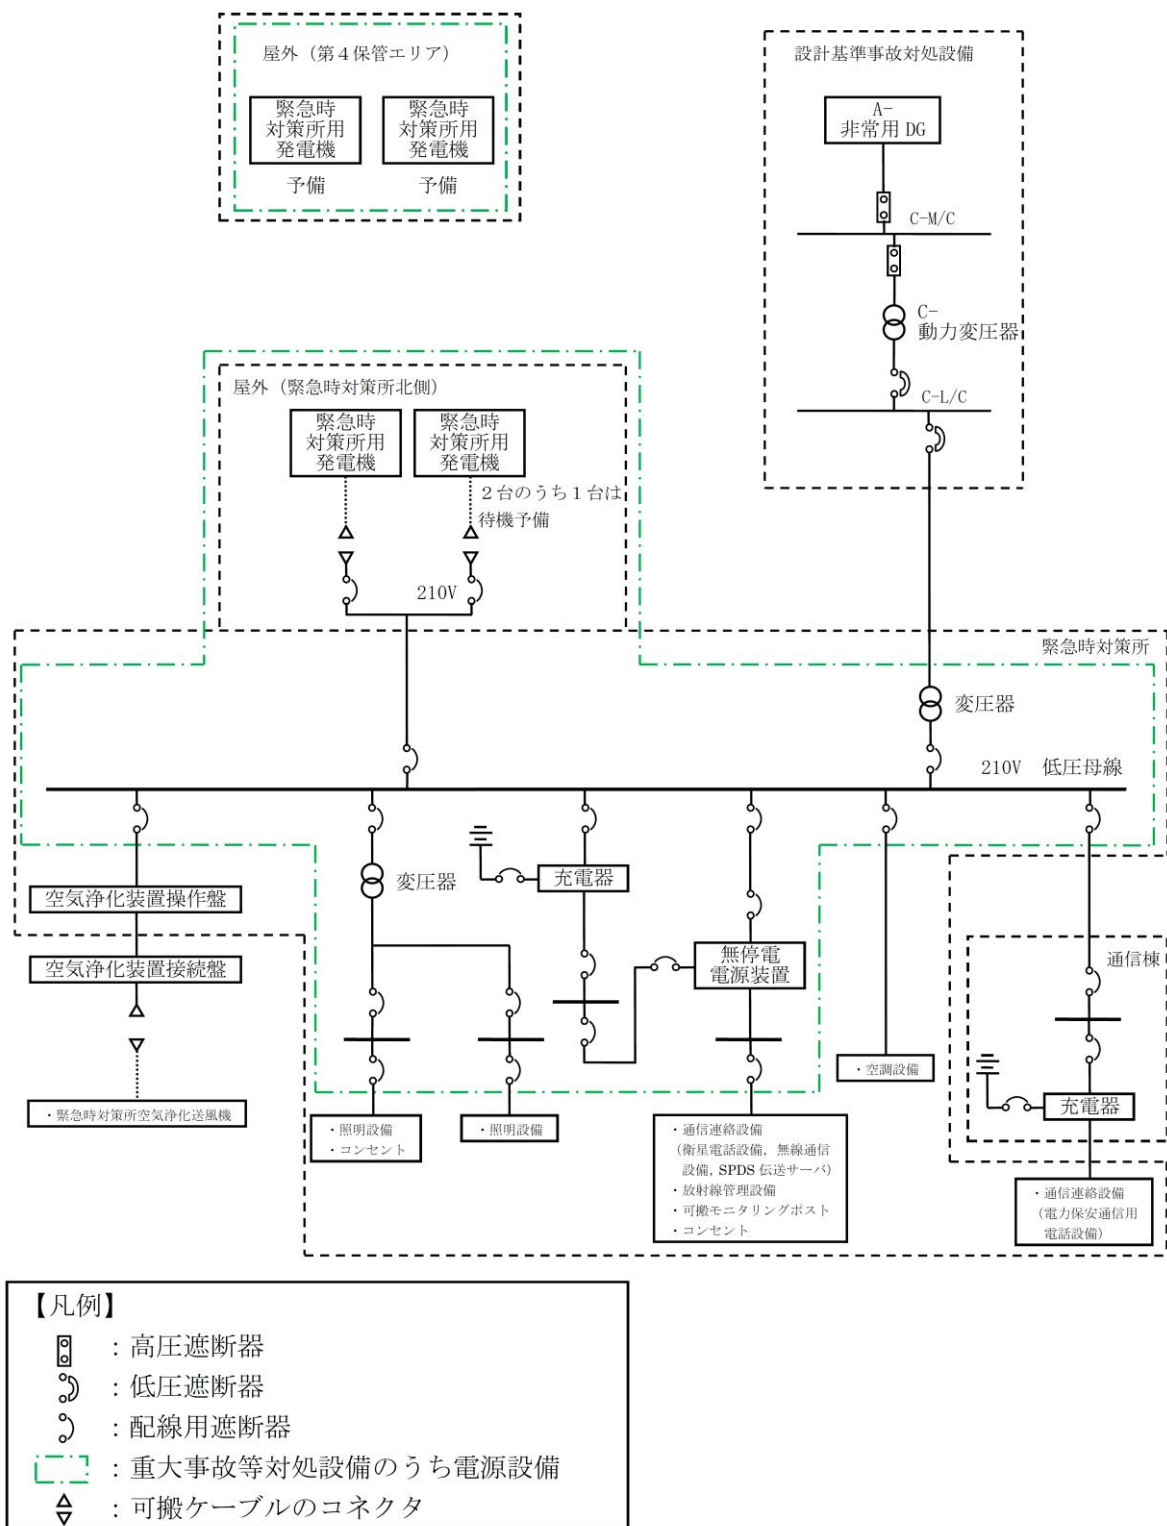 屋外（第４保管エリア）
緊急時
対策所用
発電機
予備
緊急時
対策所用
発電機
予備
設計基準事故対処設備
A-
非常用 DG
C-M/C
C-
動力変圧器
C-L/C
屋外（緊急時対策所北側）
緊急時
対策所用
発電機
緊急時
対策所用
発電機
２台のうち１台は
待機予備
210V
緊急時対策所
変圧器
210V 低圧母線
空気浄化装置操作盤
空気浄化装置接続盤
・緊急時対策所空気浄化送風機
変圧器
充電器
無停電
電源装置
通信棟
充電器
・空調設備
・照明設備
・コンセント
・照明設備
・通信連絡設備
（衛星電話設備，無線通信
設備，SPDS 伝送サーバ）
・放射線管理設備
・可搬モニタリングポスト
・コンセント
・通信連絡設備
（電力保安通信用
電話設備）
【凡例】
：高圧遮断器
：低圧遮断器
：配線用遮断器
：重大事故等対処設備のうち電源設備
：可搬ケーブルのコネクタ